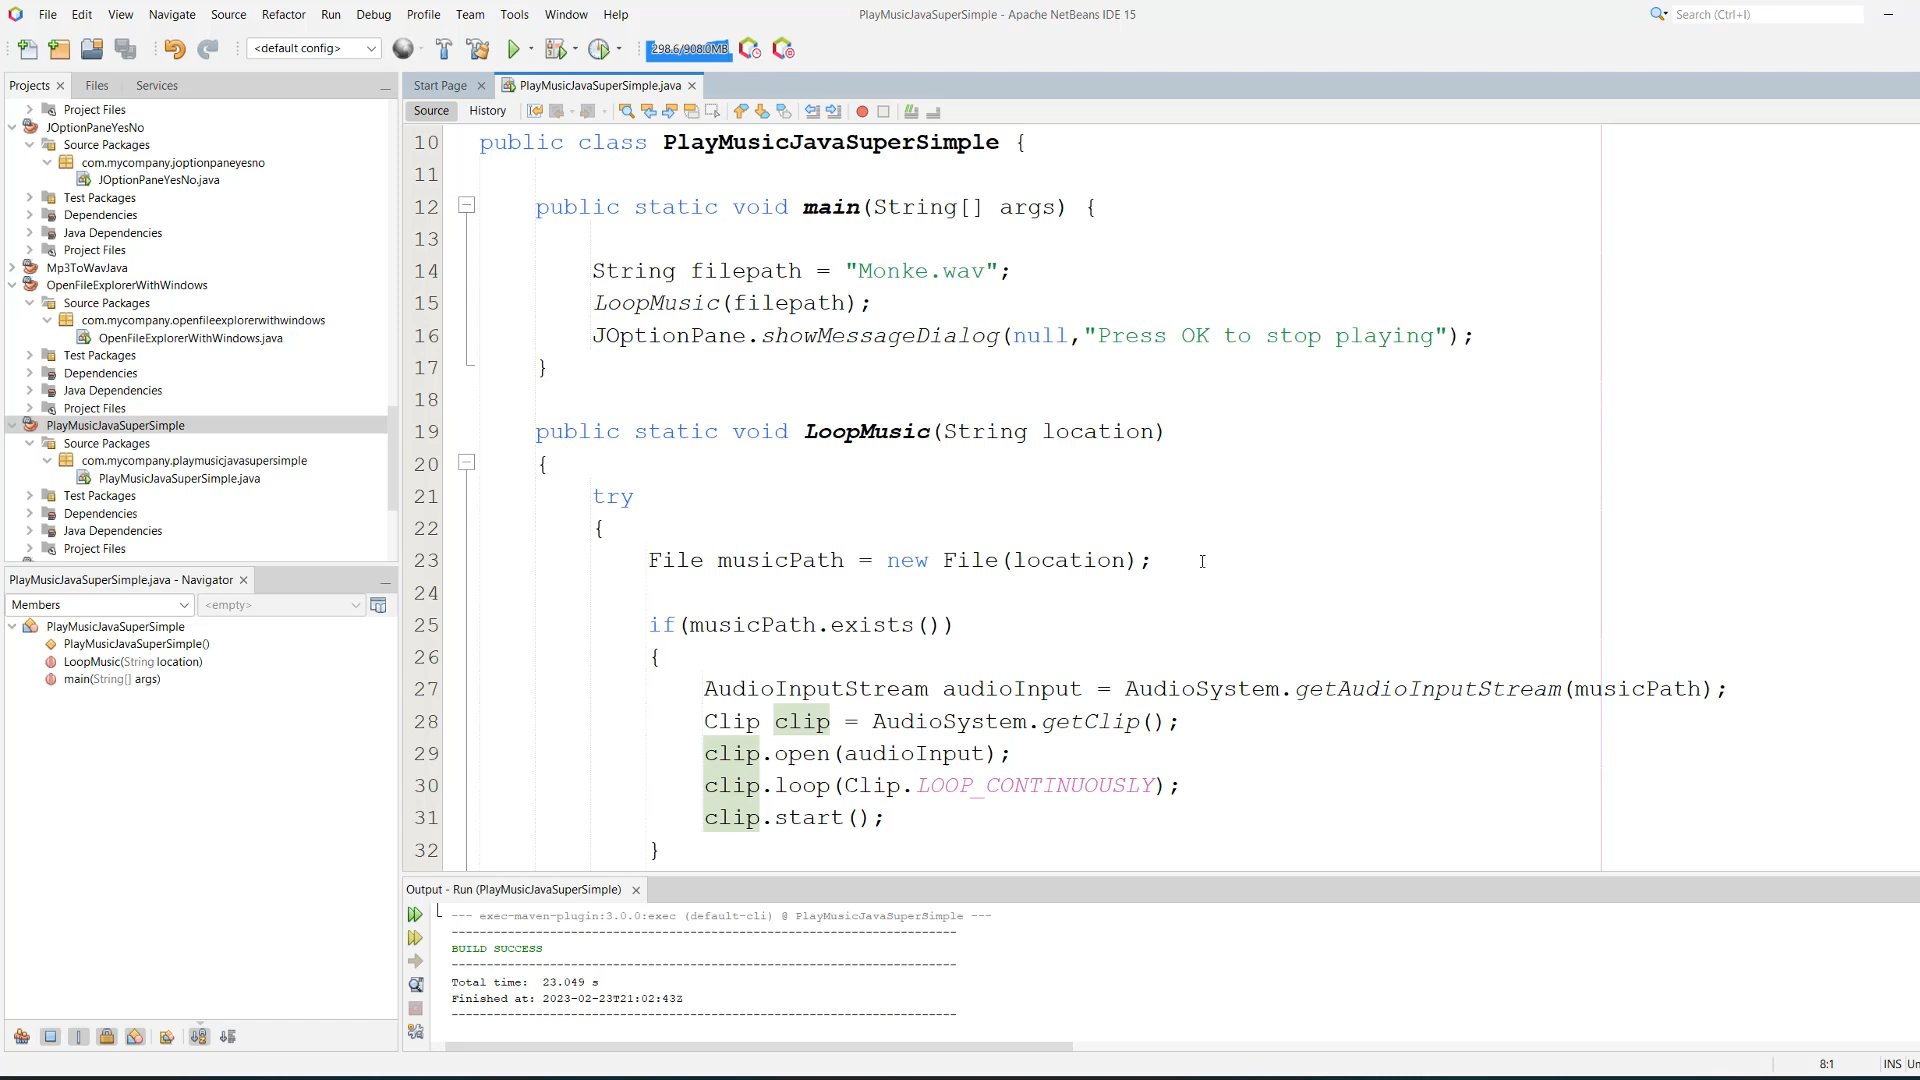 File Edit View Navigate Source Refactor Run Debug Profile Team Tools Window Help
PlayMusicJavaSuperSimple - Apache NetBeans IDE 15
Search (Ctrl+I)
<default config>
298.6/908.0MB
Projects Files Services
Project Files
JOptionPaneYesNo
Source Packages
com.mycompany.joptionpaneyesno
JOptionPaneYesNo.java
Test Packages
Dependencies
Java Dependencies
Project Files
Mp3ToWavJava
OpenFileExplorerWithWindows
Source Packages
com.mycompany.openfileexplorerwithwindows
OpenFileExplorerWithWindows.java
Test Packages
Dependencies
Java Dependencies
Project Files
PlayMusicJavaSuperSimple
Source Packages
com.mycompany.playmusicjavasupersimple
PlayMusicJavaSuperSimple.java
Test Packages
Dependencies
Java Dependencies
Project Files
PlayMusicJavaSuperSimple.java - Navigator
Members <empty>
PlayMusicJavaSuperSimple
PlayMusicJavaSuperSimple()
LoopMusic(String location)
main(String[] args)
Start Page PlayMusicJavaSuperSimple.java
Source History
10 public class PlayMusicJavaSuperSimple {
11
12 public static void main(String[] args) {
13
14 String filepath = "Monke.wav";
15 LoopMusic(filepath);
16 JOptionPane.showMessageDialog(null,"Press OK to stop playing");
17 }
18
19 public static void LoopMusic(String location)
20 {
21 try
22 {
23 File musicPath = new File(location);
24
25 if(musicPath.exists())
26 {
27 AudioInputStream audioInput = AudioSystem.getAudioInputStream(musicPath);
28 Clip clip = AudioSystem.getClip();
29 clip.open(audioInput);
30 clip.loop(Clip.LOOP_CONTINUOUSLY);
31 clip.start();
32 }
Output - Run (PlayMusicJavaSuperSimple)
--- exec-maven-plugin:3.0.0:exec (default-cli) @ PlayMusicJavaSuperSimple ---
------------------------------------------------------------------------
BUILD SUCCESS
------------------------------------------------------------------------
Total time:  23.049 s
Finished at: 2023-02-23T21:02:43Z
------------------------------------------------------------------------
8:1 INS